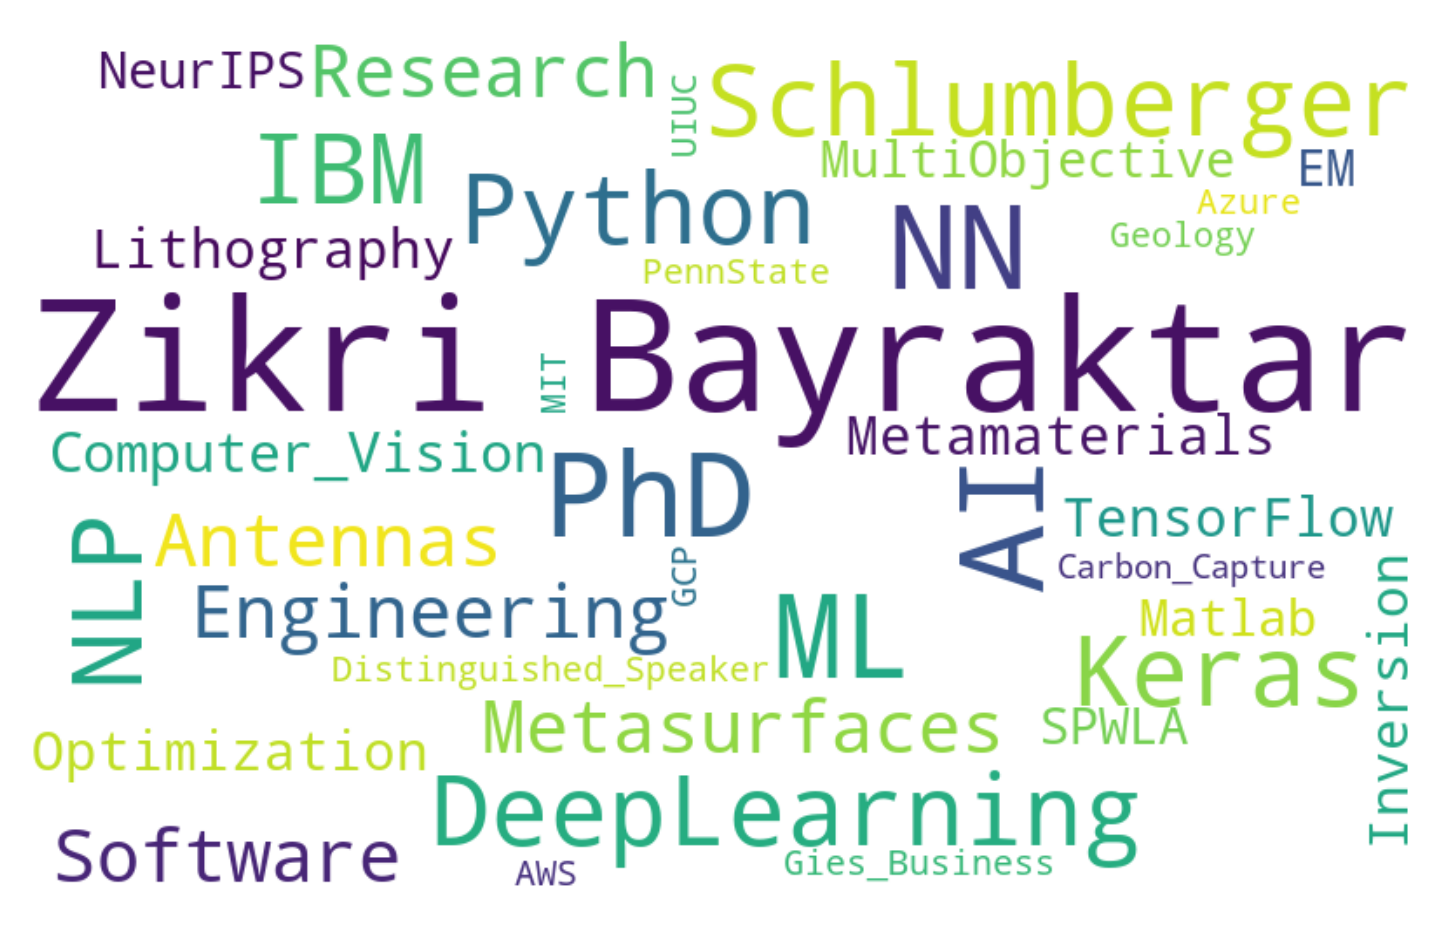 NeurIPS
Research
UIUC
Schlumberger
IBM
Python
MultiObjective
EM
Azure
Geology
Lithography
PennState
NN
Zikri Bayraktar
MIT
Computer_Vision
PhD
Metamaterials
AI
TensorFlow
NLP
Antennas
GCP
Carbon_Capture
Engineering
ML
Matlab
Inversion
Distinguished_Speaker
Keras
Optimization
Metasurfaces
SPWLA
DeepLearning
Software
AWS
Gies_Business